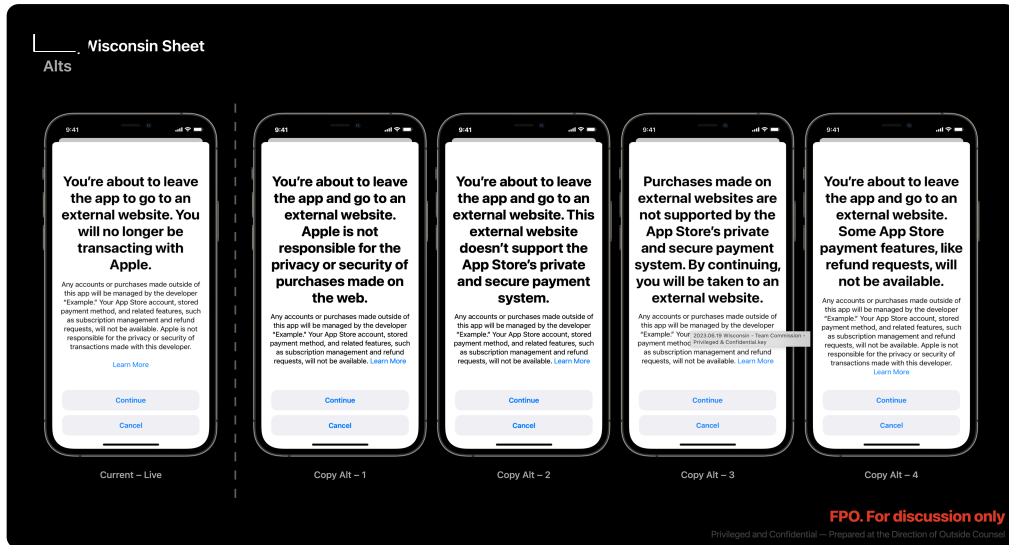 Wisconsin Sheet
Alts
9:41
You’re about to leave
the app to go to an
external website. You
will no longer be
transacting with
Apple.
Any accounts or purchases made outside of
this app will be managed by the developer
“Example.” Your App Store account, stored
payment method, and related features, such
as subscription management and refund
requests, will not be available. Apple is not
responsible for the privacy or security of
transactions made with this developer.
Learn More
Continue
Cancel
Current – Live
9:41
You’re about to leave
the app and go to an
external website.
Apple is not
responsible for the
privacy or security of
purchases made on
the web.
Any accounts or purchases made outside of
this app will be managed by the developer
“Example.” Your App Store account, stored
payment method, and related features, such
as subscription management and refund
requests, will not be available. Learn More
Continue
Cancel
Copy Alt – 1
9:41
You’re about to leave
the app and go to an
external website. This
external website
doesn’t support the
App Store’s private
and secure payment
system.
Any accounts or purchases made outside of
this app will be managed by the developer
“Example.” Your App Store account, stored
payment method, and related features, such
as subscription management and refund
requests, will not be available. Learn More
Continue
Cancel
Copy Alt – 2
9:41
Purchases made on
external websites are
not supported by the
App Store’s private
and secure payment
system. By continuing,
you will be taken to an
external website.
Any accounts or purchases made outside of
this app will be managed by the developer
“Example.” Your
payment method
as subscription management and refund
requests, will not be available. Learn More
2023.06.19 Wisconsin - Team Commission -
Privileged & Confidential.key
Continue
Cancel
Copy Alt – 3
9:41
You’re about to leave
the app and go to an
external website.
Some App Store
payment features, like
refund requests, will
not be available.
Any accounts or purchases made outside of
this app will be managed by the developer
“Example.” Your App Store account, stored
payment method, and related features, such
as subscription management and refund
requests, will not be available. Apple is not
responsible for the privacy or security of
transactions made with this developer.
Learn More
Continue
Cancel
Copy Alt – 4
FPO. For discussion only
Privileged and Confidential — Prepared at the Direction of Outside Counsel